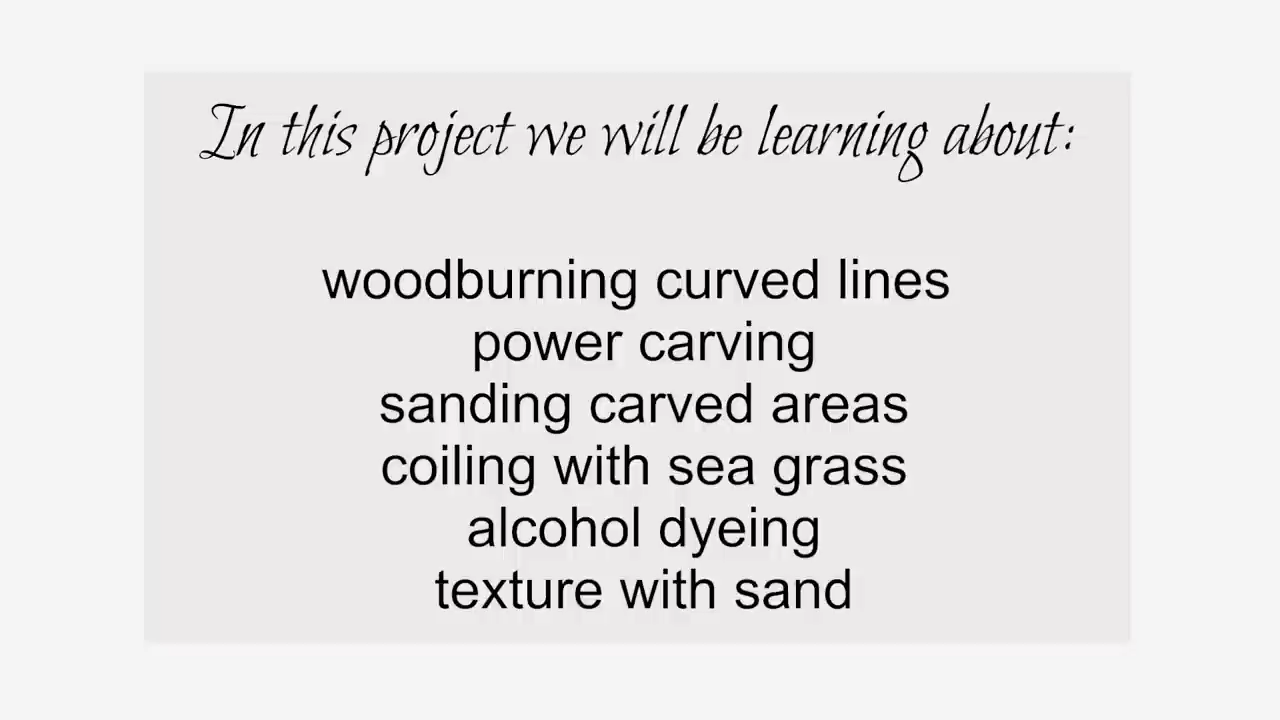 In this project we will be learning about:
woodburning curved lines
power carving
sanding carved areas
coiling with sea grass
alcohol dyeing
texture with sand